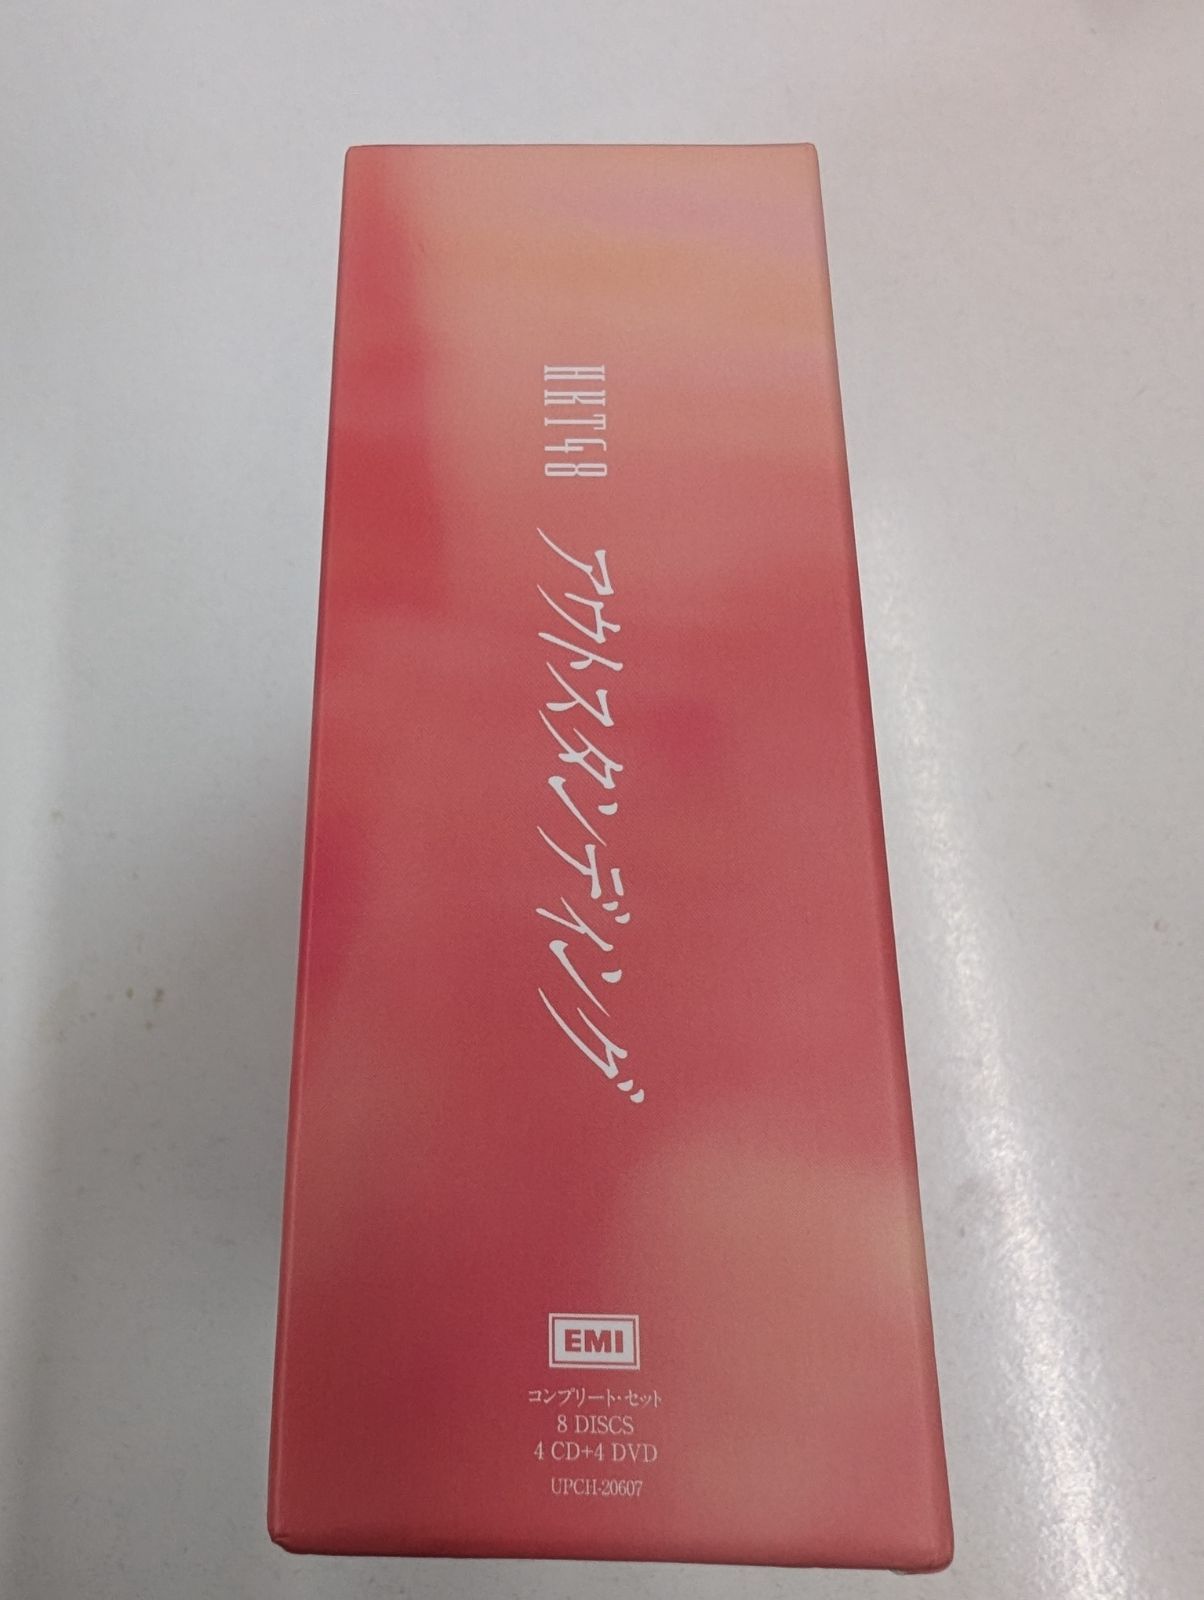 HKT48 アウトスタンディング
EMI
コンプリート・セット
8 DISCS
4 CD+4 DVD
UPCH-20607